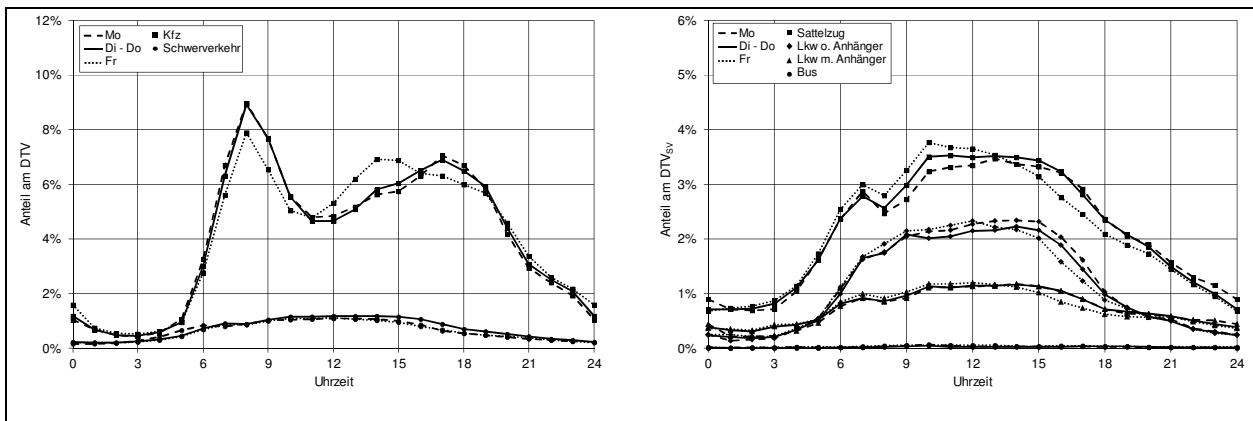 12%
10%
8%
6%
4%
2%
0%
Anteil am DTV
Mo
Di - Do
Fr
Kfz
Schwerverkehr
0 3 6 9 12 15 18 21 24
Uhrzeit
6%
5%
4%
3%
2%
1%
0%
Anteil am DTVSV
Mo
Di - Do
Fr
Sattelzug
Lkw o. Anhänger
Lkw m. Anhänger
Bus
0 3 6 9 12 15 18 21 24
Uhrzeit